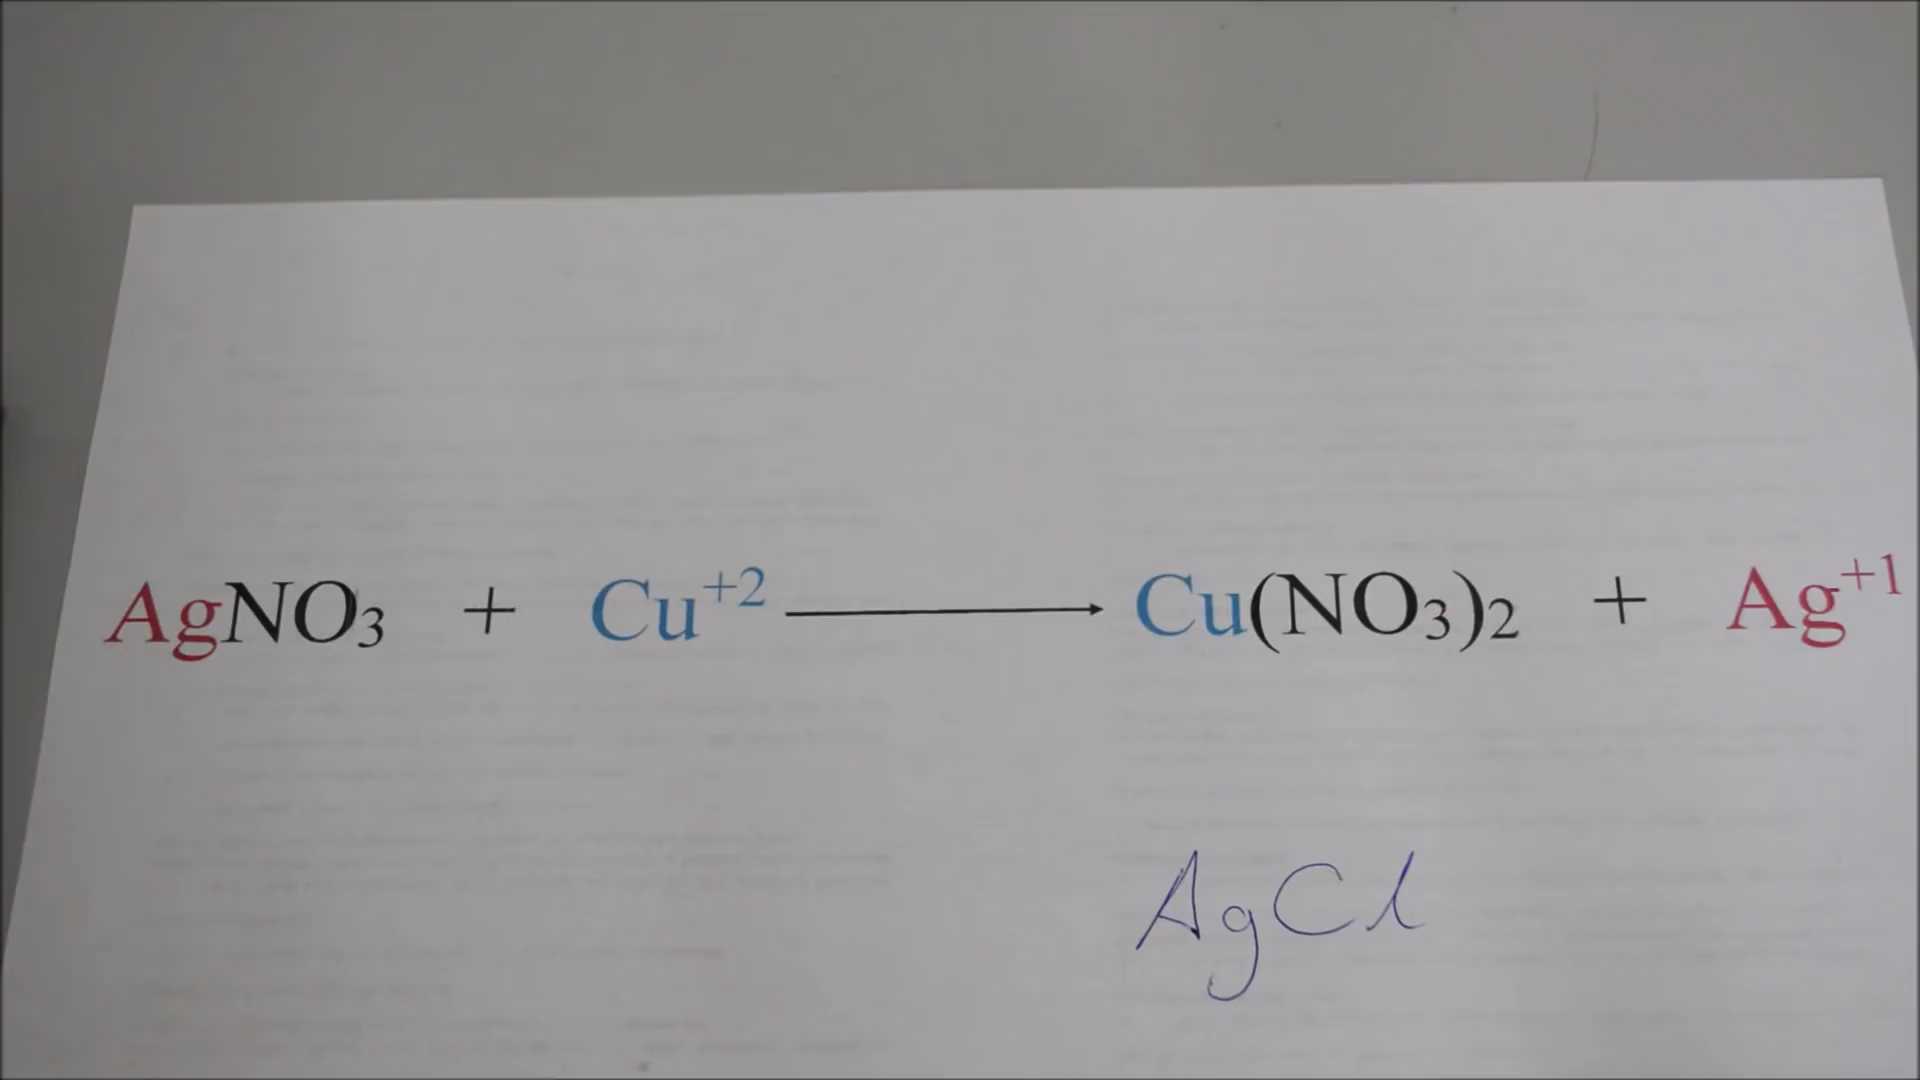 AgNO₃ + Cu⁺² ⟶ Cu(NO₃)₂ + Ag⁺¹
AgCl